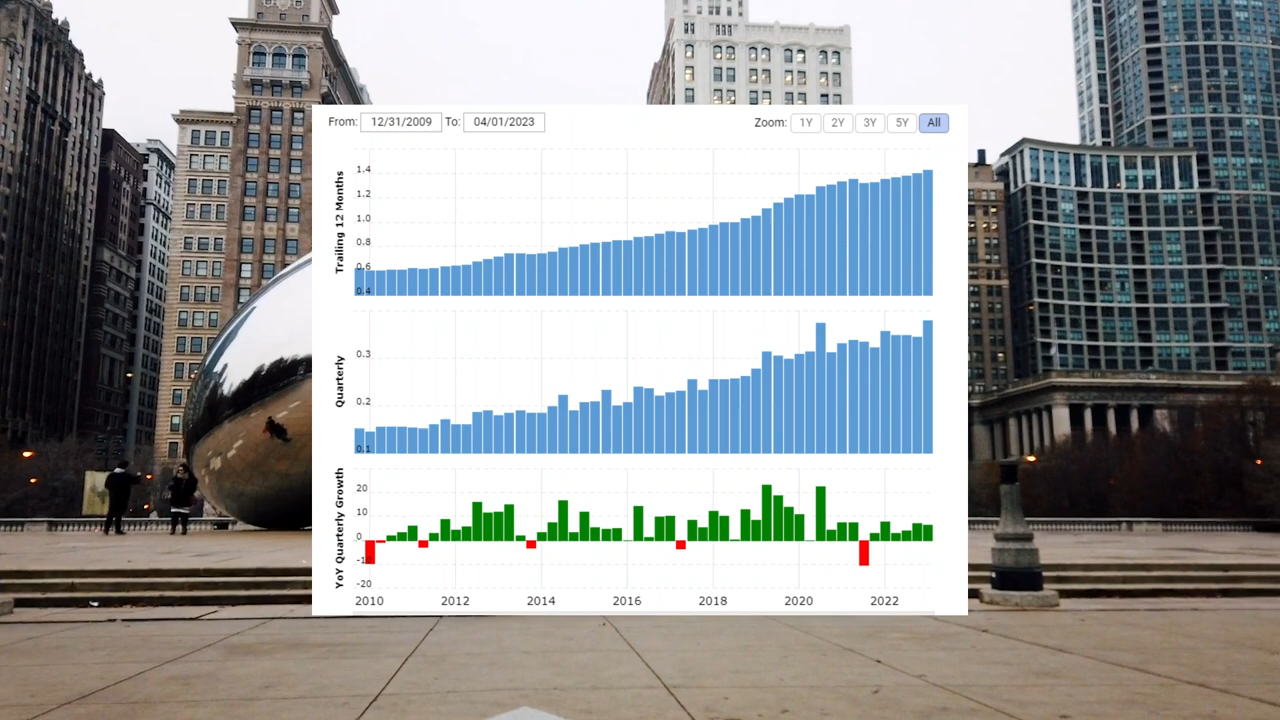 From: 12/31/2009 To: 04/01/2023 Zoom: 1Y 2Y 3Y 5Y All
Trailing 12 Months
1.4
1.2
1.0
0.8
0.6
0.4
Quarterly
0.3
0.2
0.1
YoY Quarterly Growth
20
10
0
-10
-20
2010 2012 2014 2016 2018 2020 2022